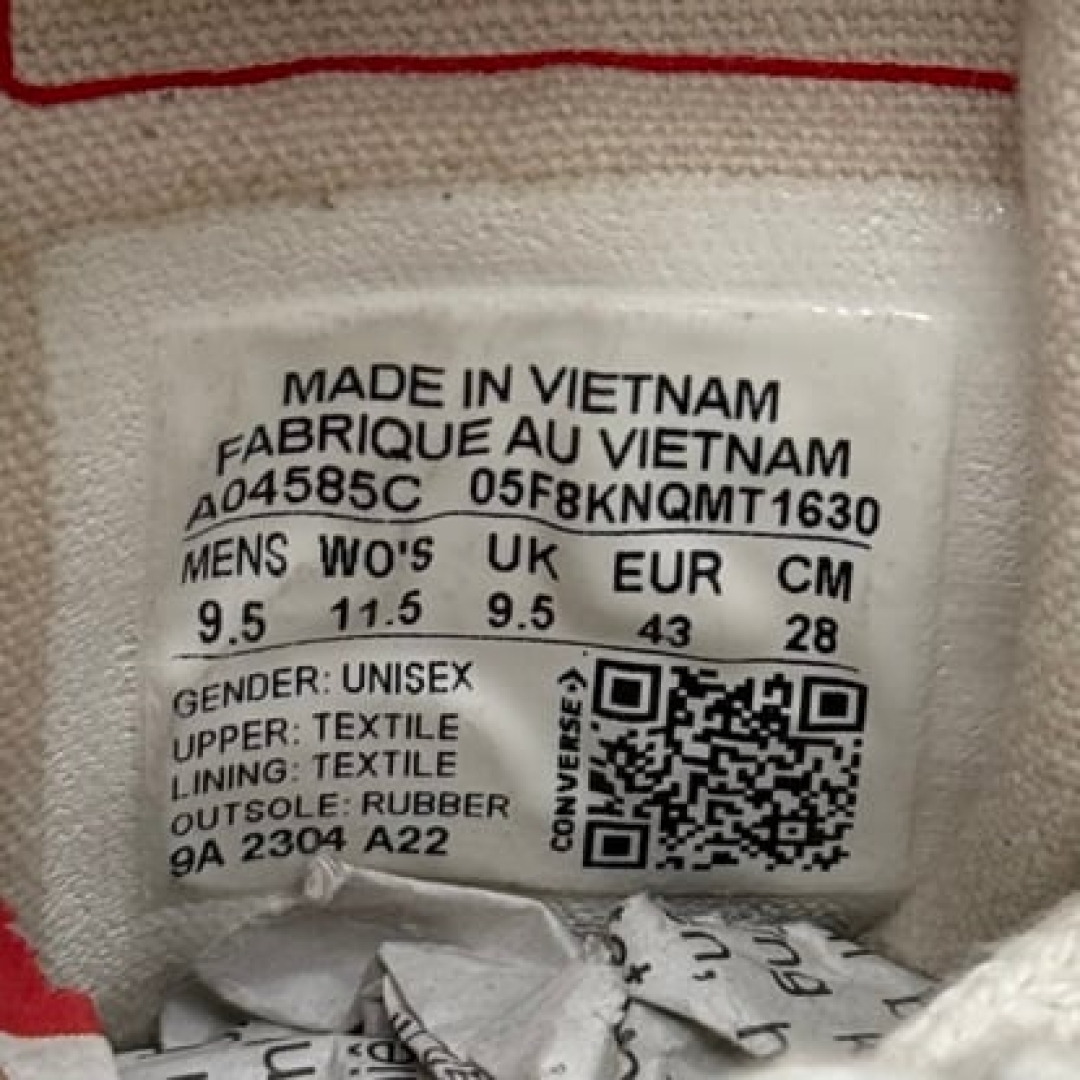 MADE IN VIETNAM
FABRIQUE AU VIETNAM
A04585C 05F8KNQMT1630
MENS WO'S UK EUR CM
9.5 11.5 9.5 43 28
GENDER: UNISEX
UPPER: TEXTILE
LINING: TEXTILE
OUTSOLE: RUBBER
9A 2304 A22
CONVERSE